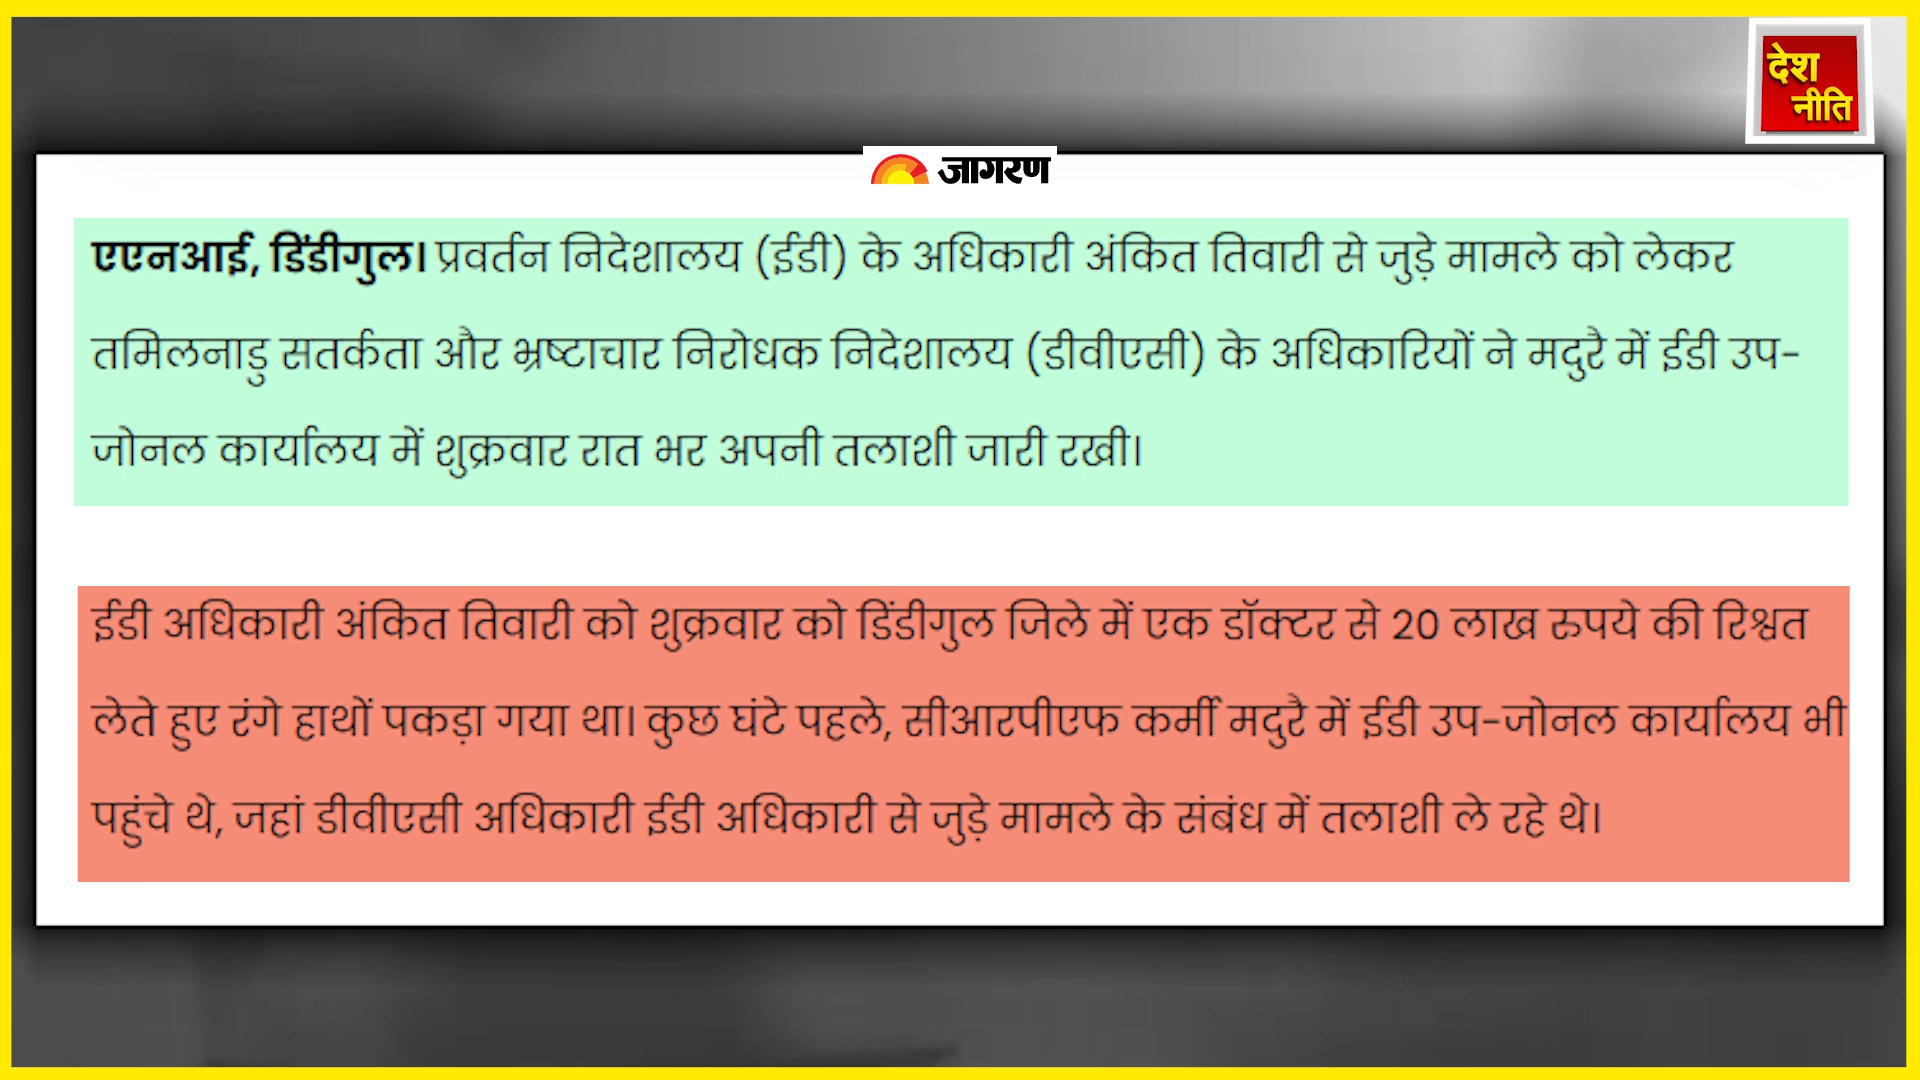 देश
नीति
जागरण
एएनआई, डिंडीगुल। प्रवर्तन निदेशालय (ईडी) के अधिकारी अंकित तिवारी से जुड़े मामले को लेकर
तमिलनाडु सतर्कता और भ्रष्टाचार निरोधक निदेशालय (डीवीएसी) के अधिकारियों ने मदुरै में ईडी उप-
जोनल कार्यालय में शुक्रवार रात भर अपनी तलाशी जारी रखी।
ईडी अधिकारी अंकित तिवारी को शुक्रवार को डिंडीगुल जिले में एक डॉक्टर से 20 लाख रुपये की रिश्वत
लेते हुए रंगे हाथों पकड़ा गया था। कुछ घंटे पहले, सीआरपीएफ कर्मी मदुरै में ईडी उप-जोनल कार्यालय भी
पहुंचे थे, जहां डीवीएसी अधिकारी ईडी अधिकारी से जुड़े मामले के संबंध में तलाशी ले रहे थे।